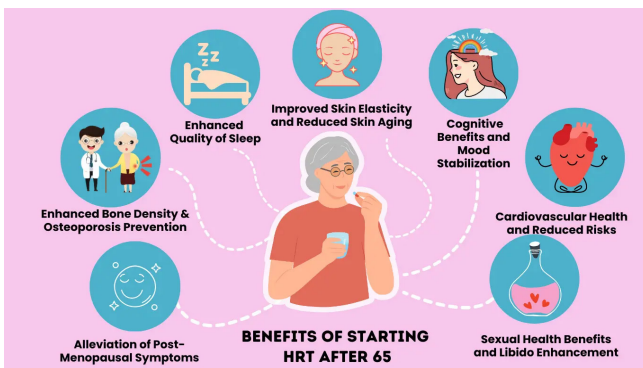 ZZZ
Enhanced
Quality of Sleep
Improved Skin Elasticity
and Reduced Skin Aging
Cognitive
Benefits and
Mood
Stabilization
Enhanced Bone Density &
Osteoporosis Prevention
Cardiovascular Health
and Reduced Risks
Alleviation of Post-
Menopausal Symptoms
BENEFITS OF STARTING
HRT AFTER 65
Sexual Health Benefits
and Libido Enhancement